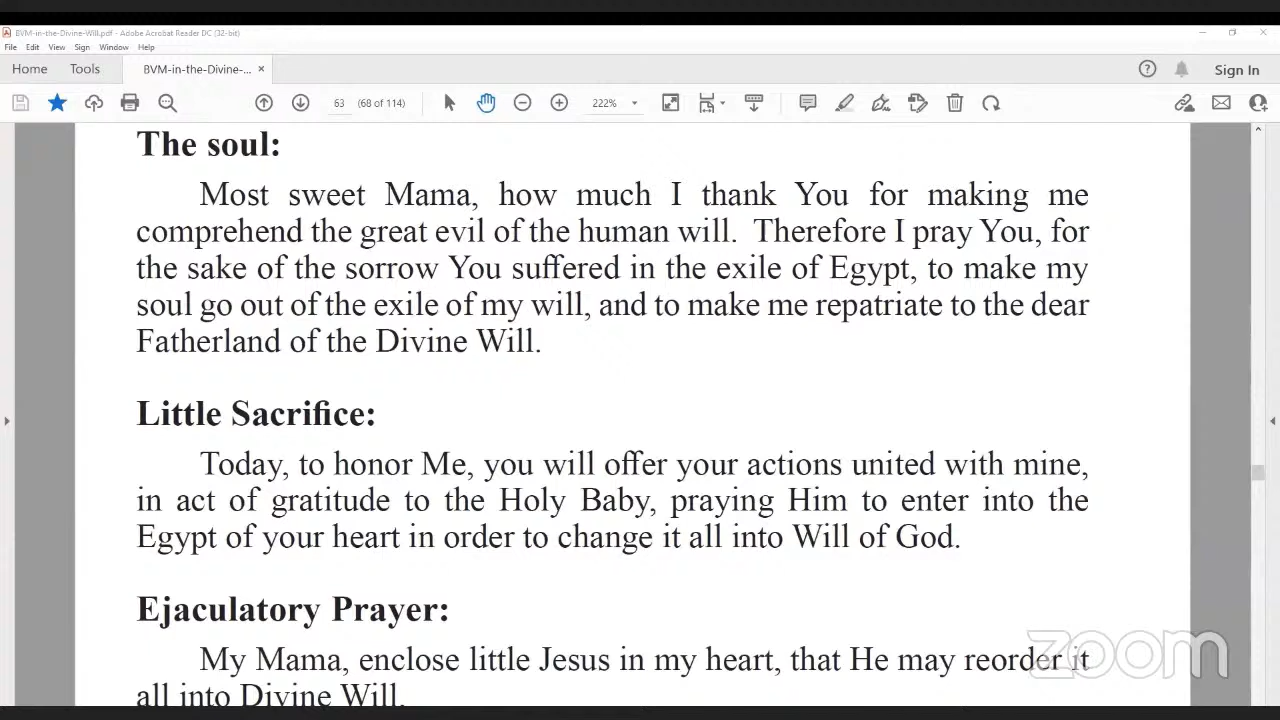 BVM-in-the-Divine-Will.pdf - Adobe Acrobat Reader DC (32-bit)
File Edit View Sign Window Help
Home Tools BVM-in-the-Divine-... × Sign In
63 (68 of 114) 222%
The soul:
Most sweet Mama, how much I thank You for making me
comprehend the great evil of the human will. Therefore I pray You, for
the sake of the sorrow You suffered in the exile of Egypt, to make my
soul go out of the exile of my will, and to make me repatriate to the dear
Fatherland of the Divine Will.
Little Sacrifice:
Today, to honor Me, you will offer your actions united with mine,
in act of gratitude to the Holy Baby, praying Him to enter into the
Egypt of your heart in order to change it all into Will of God.
Ejaculatory Prayer:
My Mama, enclose little Jesus in my heart, that He may reorder it
all into Divine Will.
zoom